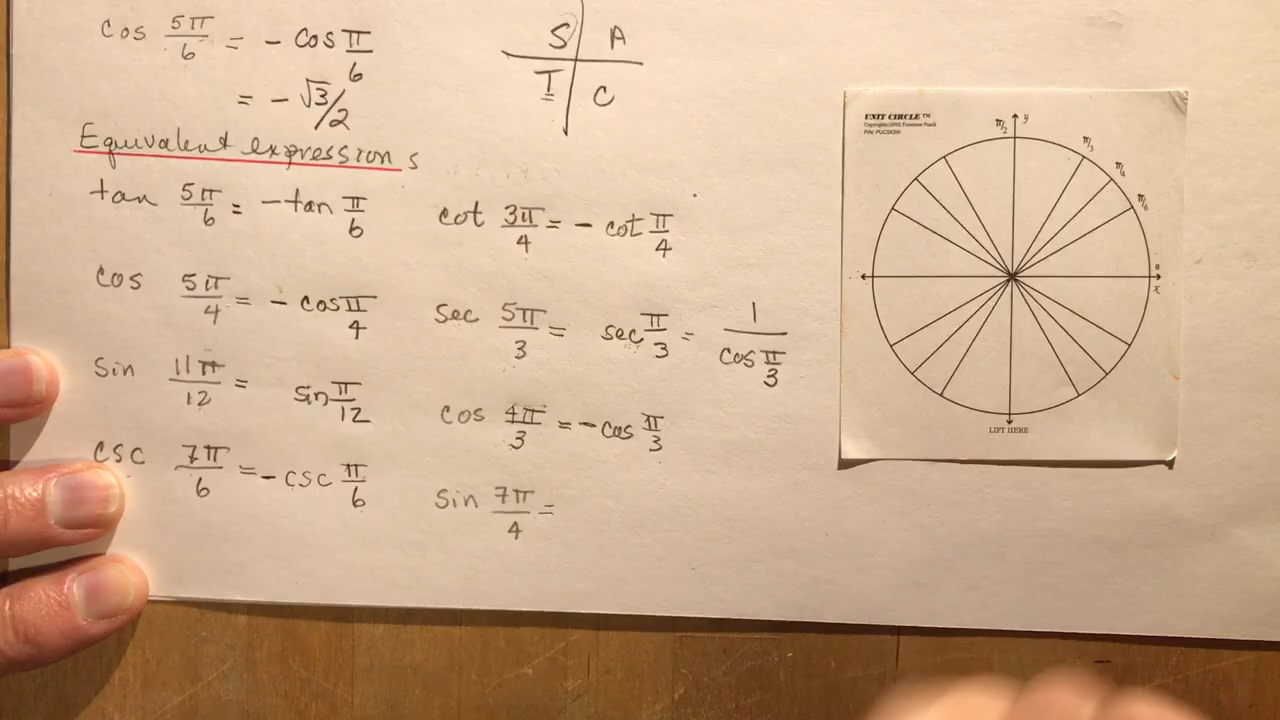 cos 5π/6 = - cos π/6
= - √3/2
S A
T C
Equivalent expressions
tan 5π/6 = -tan π/6
cos 5π/4 = - cos π/4
sin 11π/12 = sin π/12
csc 7π/6 = -csc π/6
cot 3π/4 = - cot π/4
sec 5π/3 = sec π/3 = 1/cos π/3
cos 4π/3 = -cos π/3
sin 7π/4 =
UNIT CIRCLE™
P/N: PUCSXGW
π/2 y
π/3
π/4
π/6
0
x
LIFT HERE